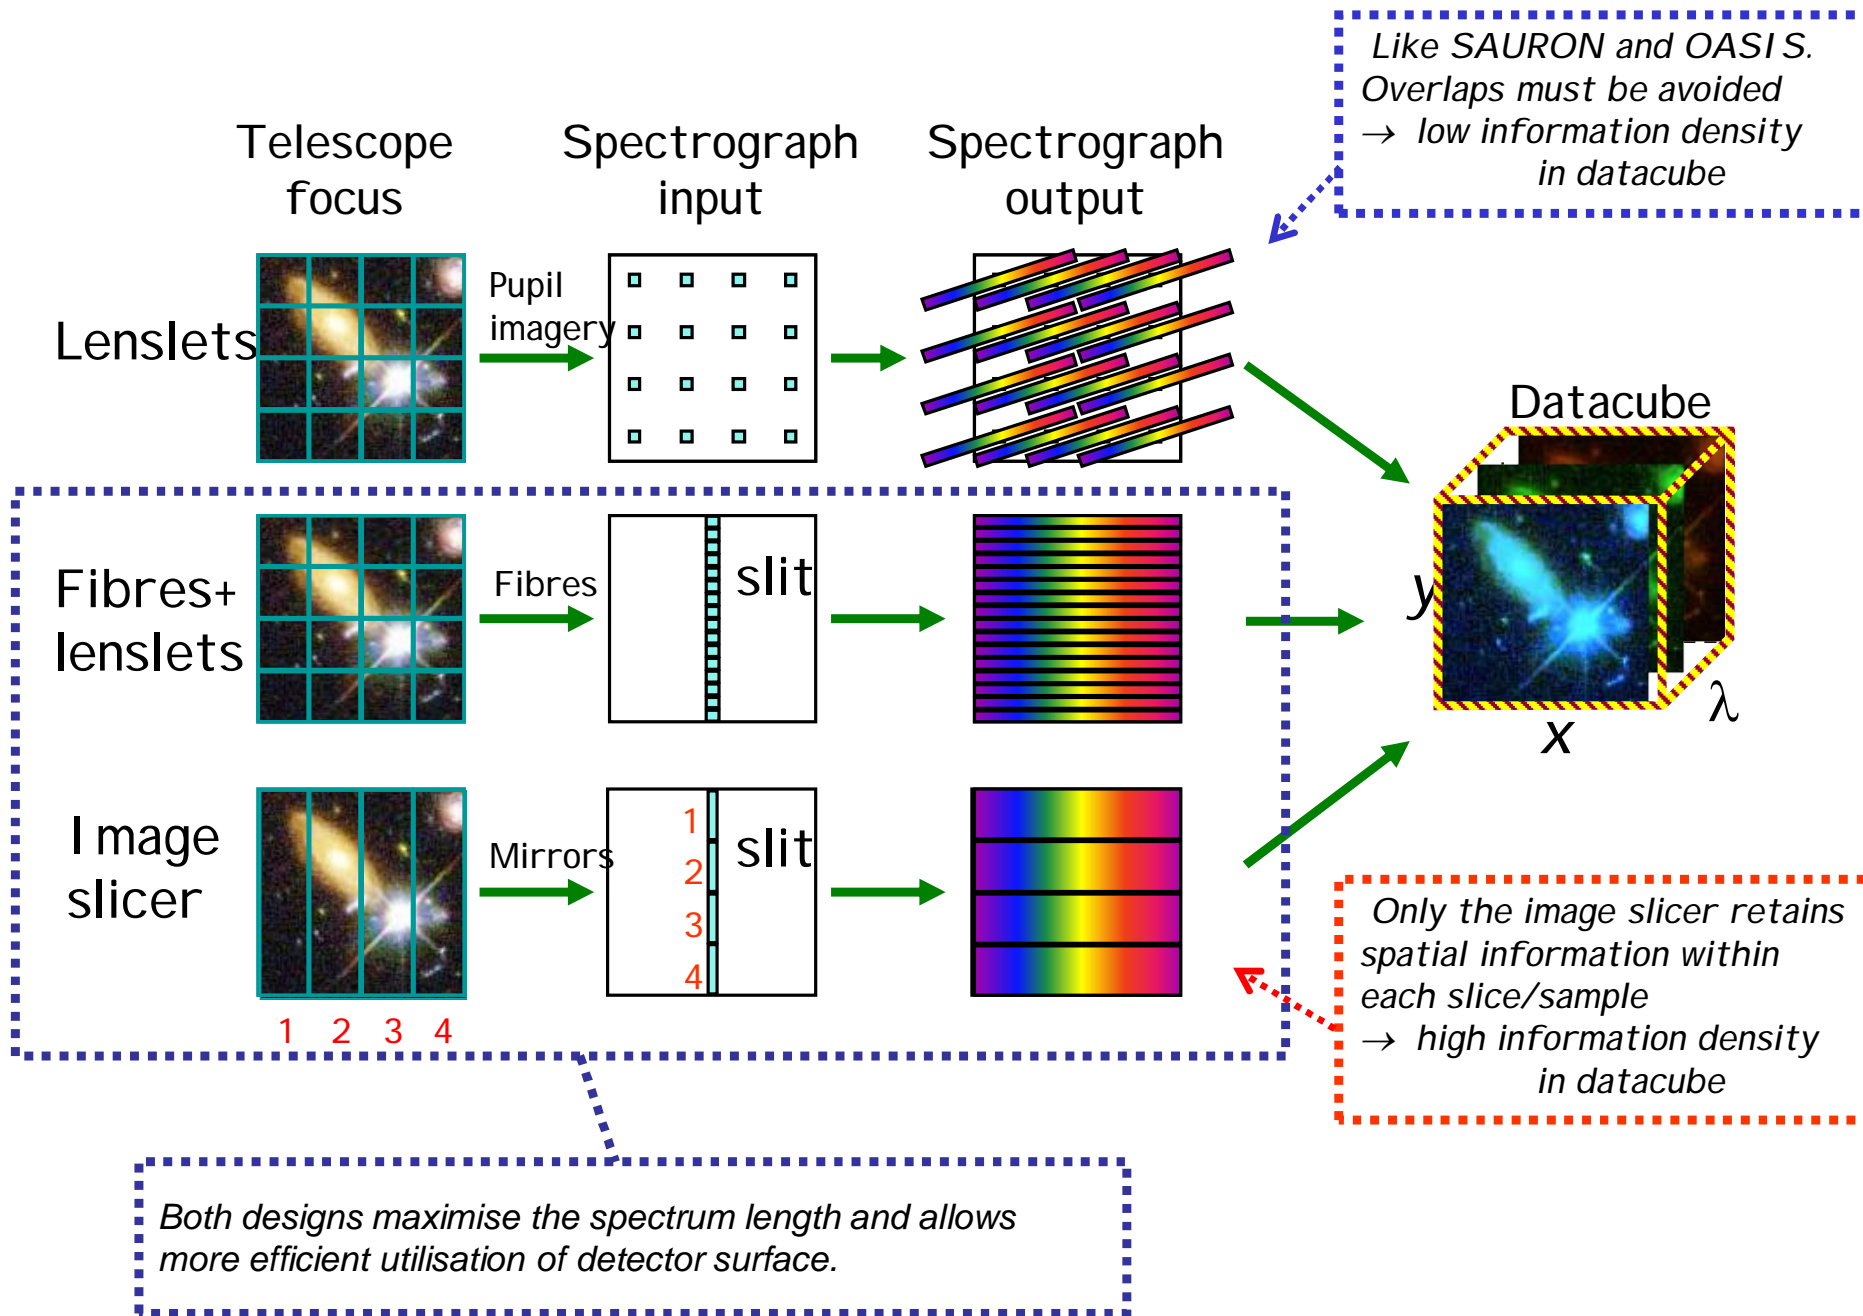 Like SAURON and OASIS.
Overlaps must be avoided
→ low information density
in datacube
Telescope
focus
Spectrograph
input
Spectrograph
output
Lenslets
Pupil
imagery
Datacube
Fibres+
lenslets
Fibres
slit
y
x
λ
Image
slicer
Mirrors
1
2
3
4
slit
1 2 3 4
Only the image slicer retains
spatial information within
each slice/sample
→ high information density
in datacube
Both designs maximise the spectrum length and allows
more efficient utilisation of detector surface.